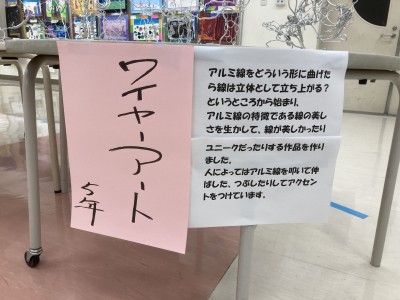 ワイヤーアート
5年
アルミ線をどういう形に曲げた
ら線は立体として立ち上がる?
というところから始まり、
アルミ線の特徴である線の美し
さを生かして、線が美しかったり
ユニークだったりする作品を作り
ました。
人によってはアルミ線を叩いて伸
ばした、つぶしたりしてアクセン
トをつけています。